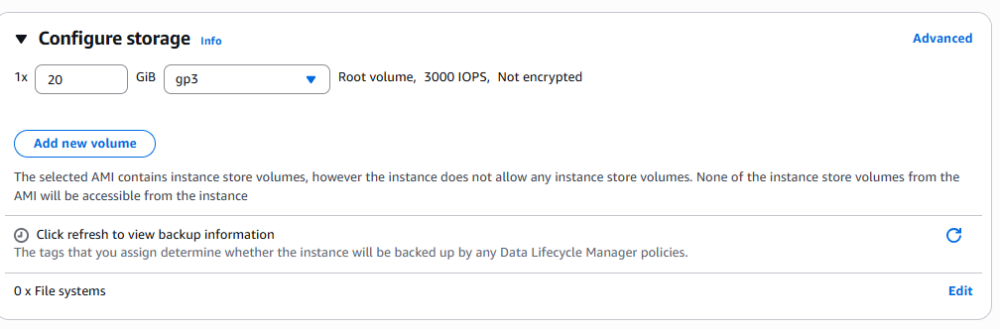 Configure storage Info Advanced
1x 20 GiB gp3 Root volume, 3000 IOPS, Not encrypted
Add new volume
The selected AMI contains instance store volumes, however the instance does not allow any instance store volumes. None of the instance store volumes from the
AMI will be accessible from the instance
Click refresh to view backup information
The tags that you assign determine whether the instance will be backed up by any Data Lifecycle Manager policies.
0 x File systems Edit